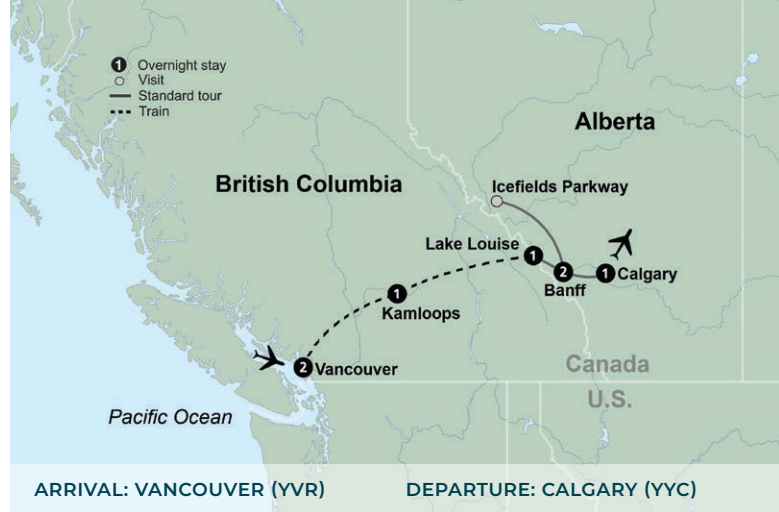 1 Overnight stay
Visit
Standard tour
Train
Alberta
British Columbia
Icefields Parkway
Lake Louise
1
2
1 Calgary
Banff
1
Kamloops
2 Vancouver
Canada
U.S.
Pacific Ocean
ARRIVAL: VANCOUVER (YVR)
DEPARTURE: CALGARY (YYC)